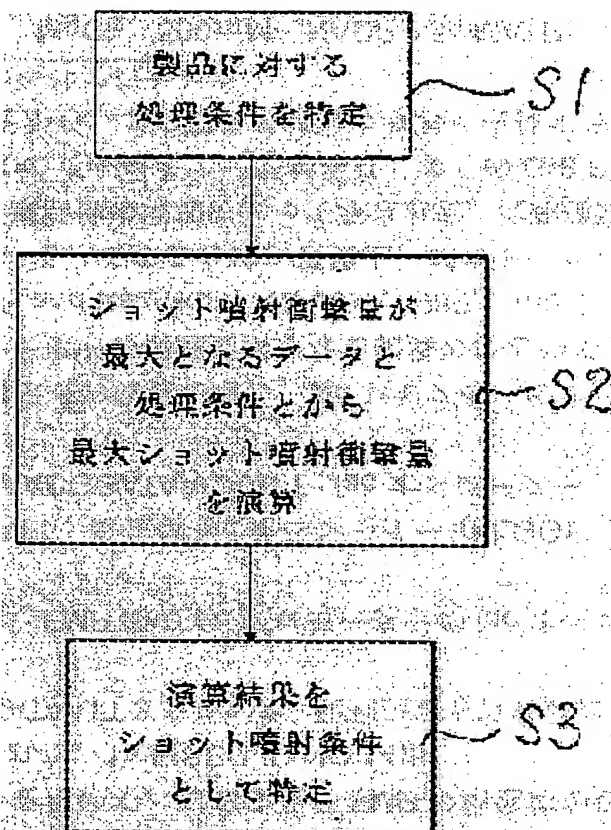 製品に対する
処理条件を特定
S1
ショット噴射衝撃量が
最大となるデータと
処理条件とから
最大ショット噴射衝撃量
を演算
S2
演算結果を
ショット噴射条件
として特定
S3